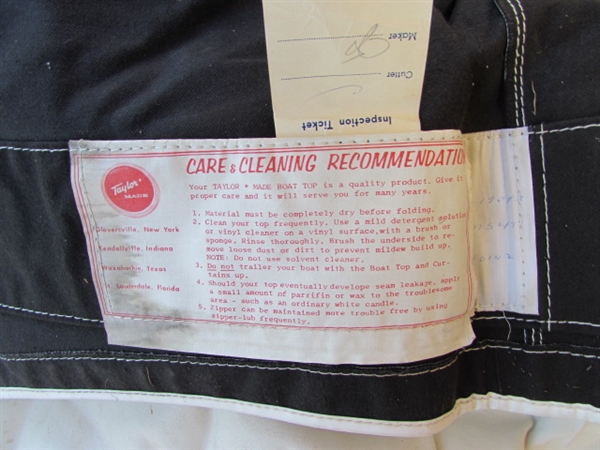 Maker
Cutter
Inspection Ticket
CARE & CLEANING RECOMMENDATION
Your TAYLOR * MADE BOAT TOP is a quality product. Give it
proper care and it will serve you for many years.
1. Material must be completely dry before folding.
2. Clean your top frequently. Use a mild detergent solution
or vinyl cleaner on a vinyl surface,with a brush or
sponge. Rinse thoroughly. Brush the underside to re-
move loose dust or dirt to prevent mildew build up.
NOTE: Do not use solvent cleaner.
3. Do not trailer your boat with the Boat Top and Cur-
tains up.
4. Should your top eventually develope seam leakage, apply
a small amount of parrifin or wax to the troublesome
area - such as an ordinary white candle.
5. Zipper can be maintained more trouble free by using
zipper-lub frequently.
Taylor
MADE
Gloversville, New York
Kendallville, Indiana
Texas
Lauderdale, Florida